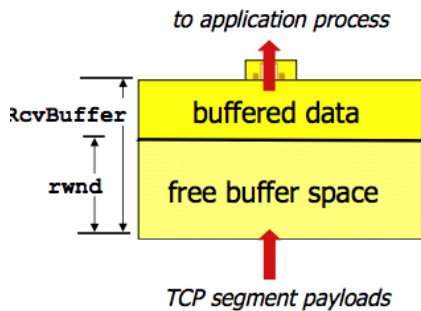 to application process
RcvBuffer
buffered data
rwnd
free buffer space
TCP segment payloads